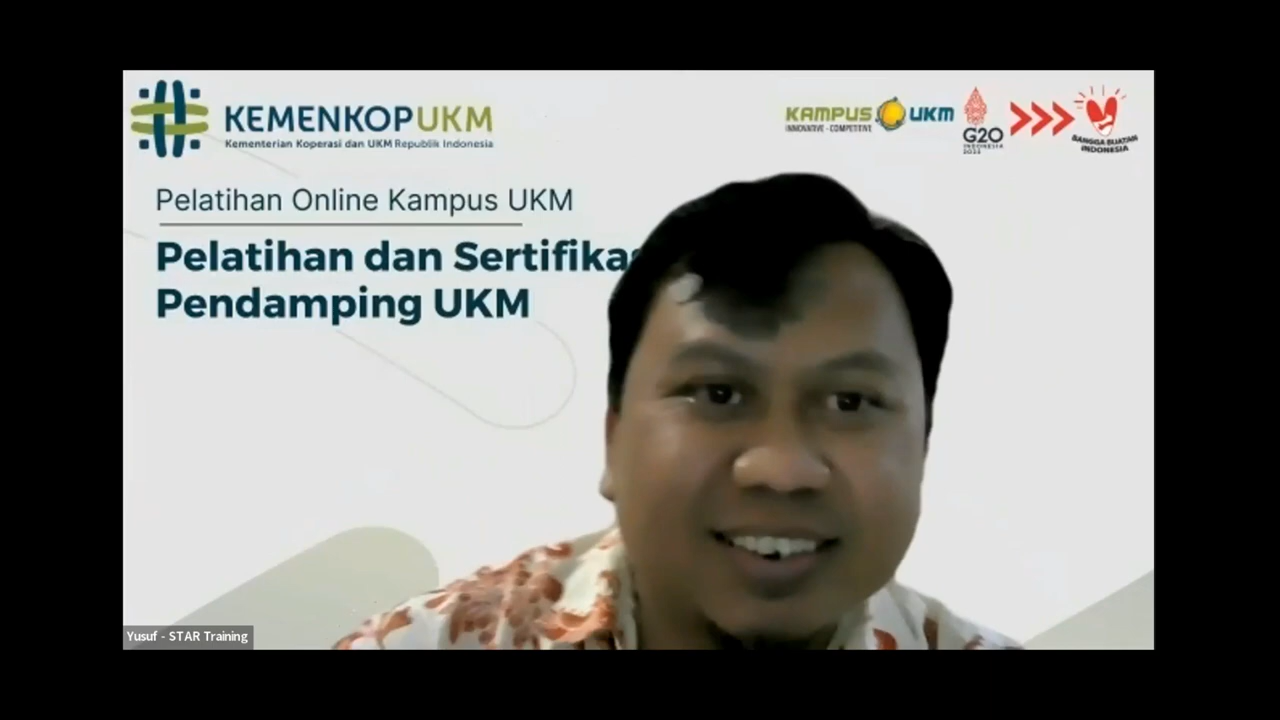 KEMENKOPUKM
Kementerian Koperasi dan UKM Republik Indonesia
KAMPUS UKM
INNOVATIVE - COMPETITIVE
G20
INDONESIA
2022
BANGGA BUATAN
INDONESIA
Pelatihan Online Kampus UKM
Pelatihan dan Sertifikas
Pendamping UKM
Yusuf - STAR Training